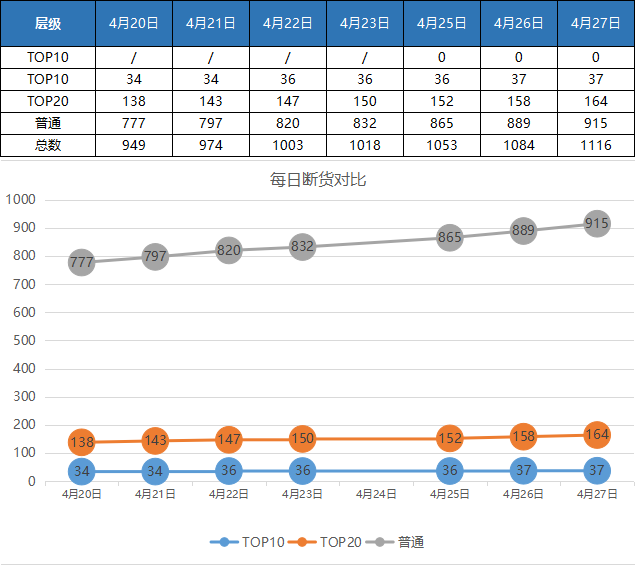 层级 4月20日 4月21日 4月22日 4月23日 4月25日 4月26日 4月27日
TOP10 / / / / 0 0 0
TOP10 34 34 36 36 36 37 37
TOP20 138 143 147 150 152 158 164
普通 777 797 820 832 865 889 915
总数 949 974 1003 1018 1053 1084 1116
每日断货对比
1000
900
800
700
600
500
400
300
200
100
0
777 797 820 832 865 889 915
138 143 147 150 152 158 164
34 34 36 36 36 37 37
4月20日 4月21日 4月22日 4月23日 4月24日 4月25日 4月26日 4月27日
TOP10 TOP20 普通